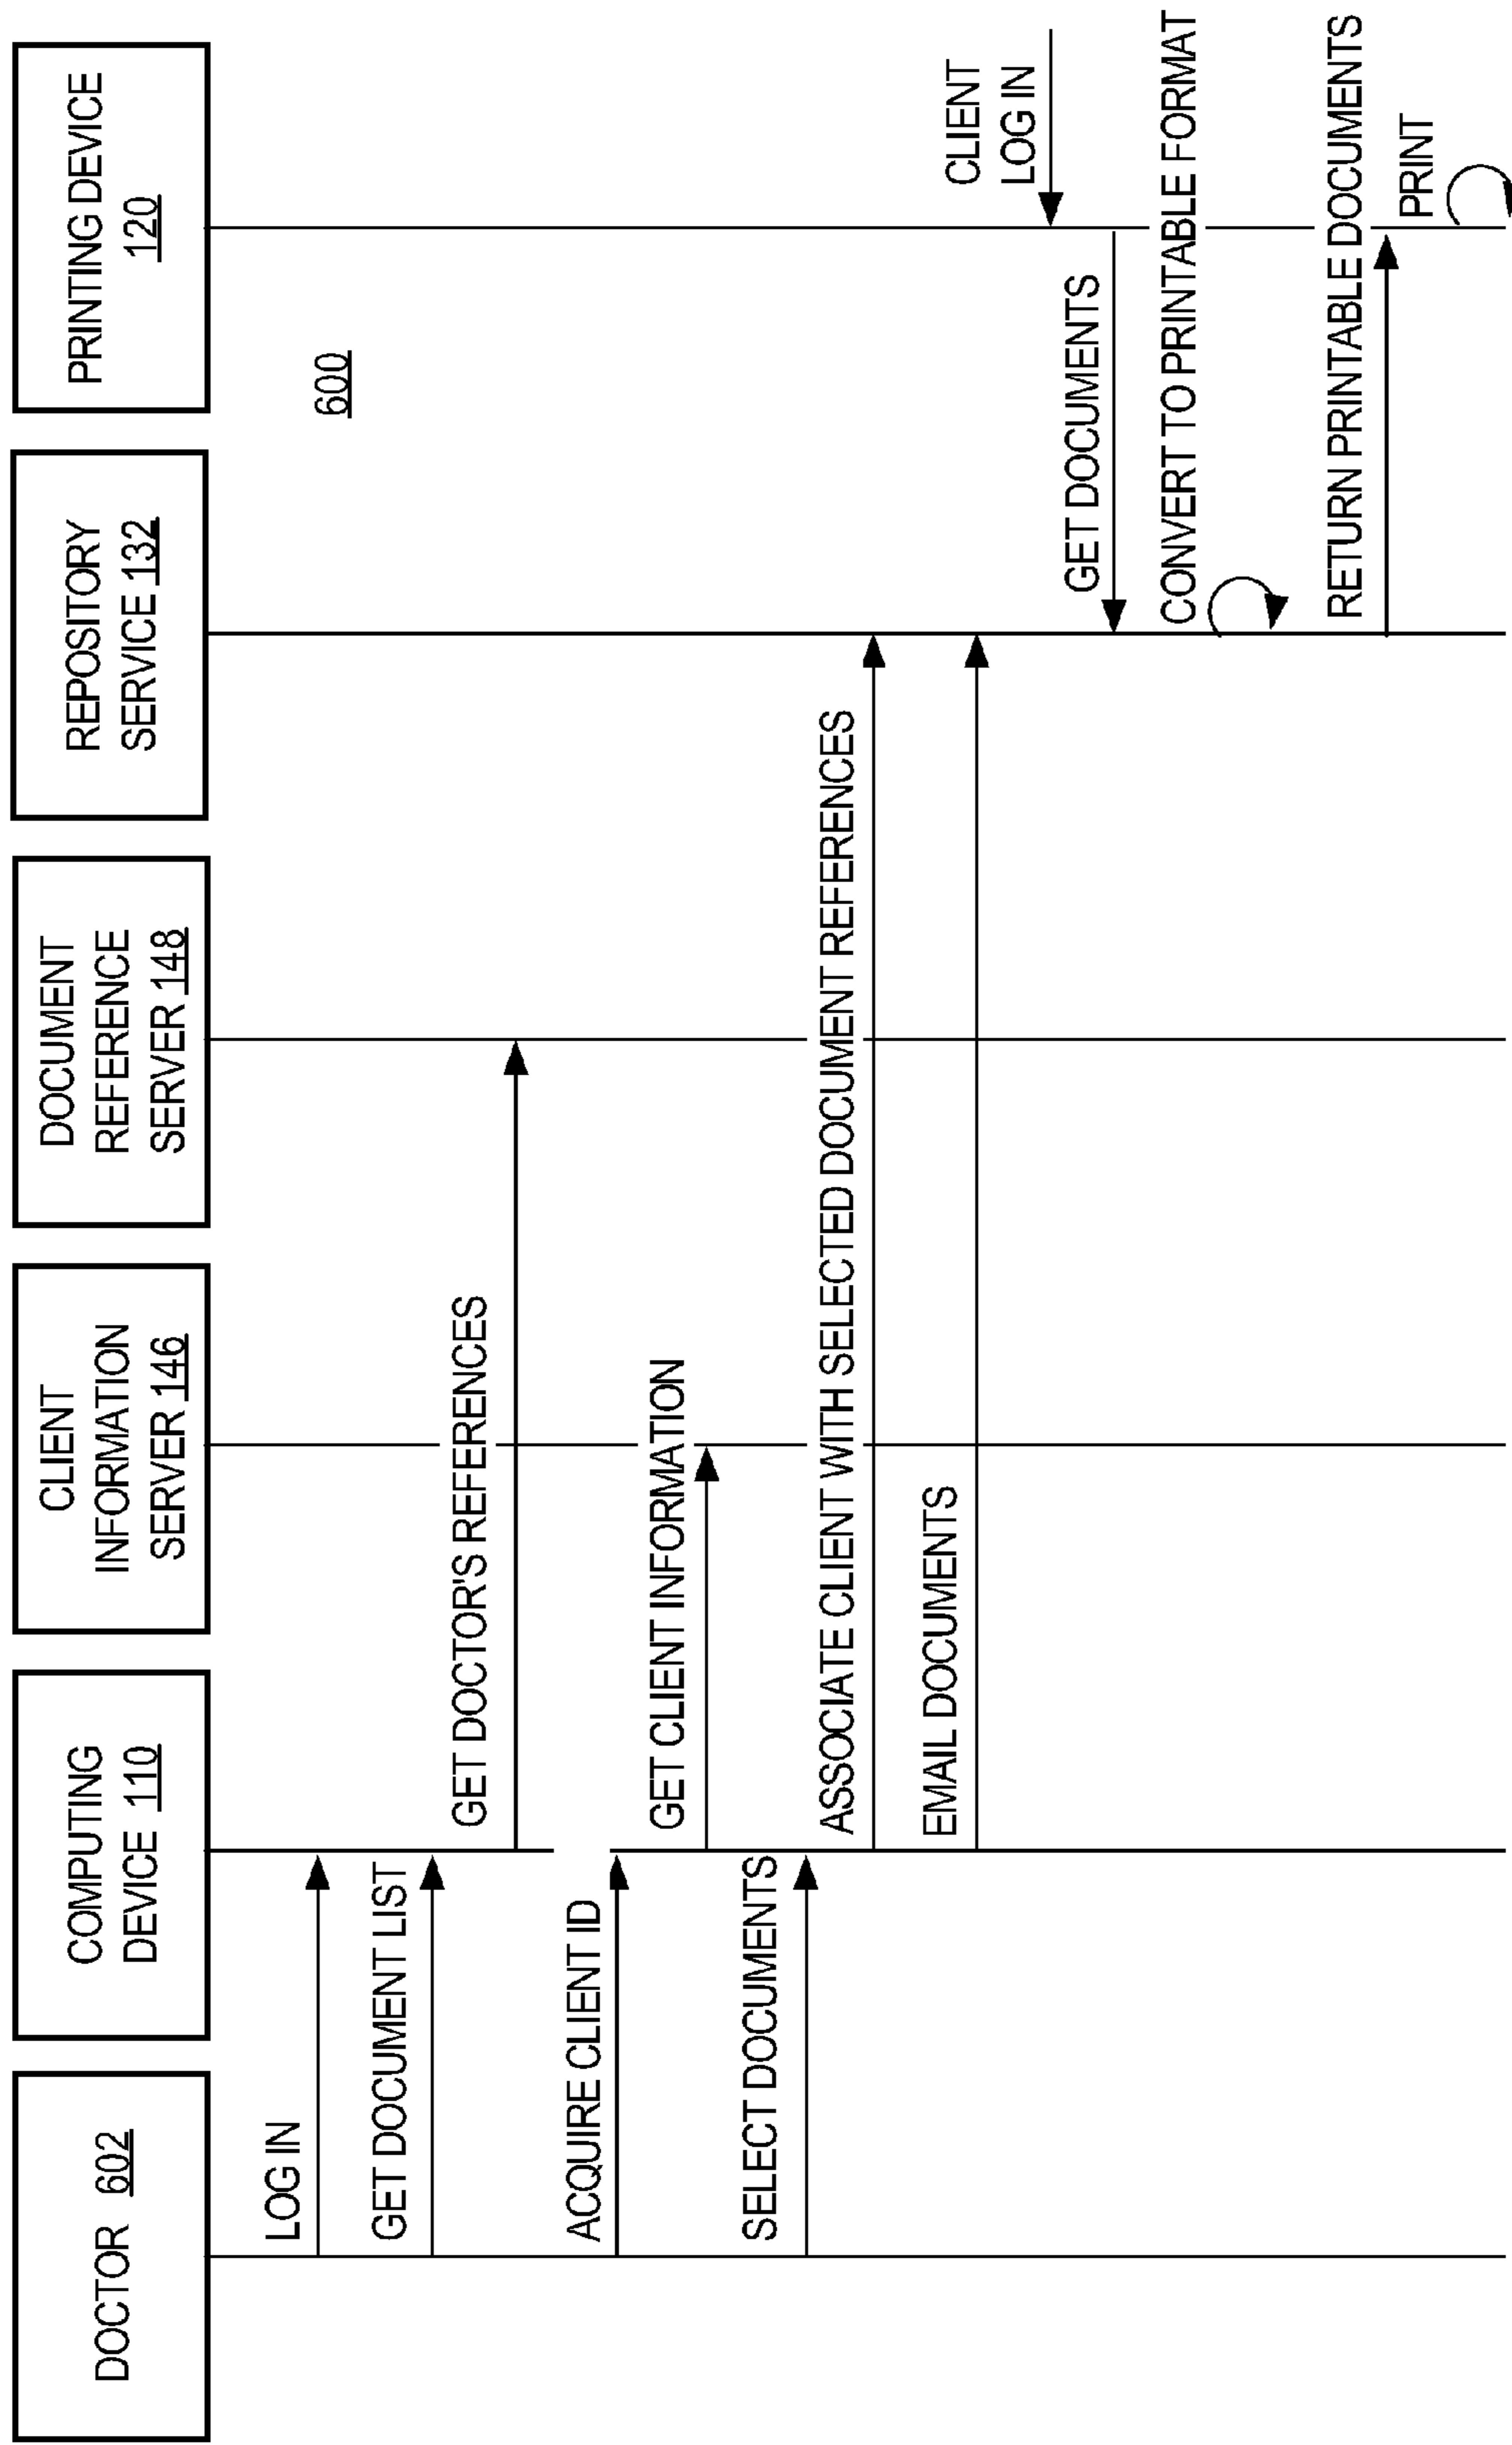 DOCTOR 602
COMPUTING
DEVICE 110
CLIENT
INFORMATION
SERVER 146
DOCUMENT
REFERENCE
SERVER 148
REPOSITORY
SERVICE 132
PRINTING DEVICE
120
600
LOG IN
GET DOCUMENT LIST
GET DOCTOR'S REFERENCES
ACQUIRE CLIENT ID
GET CLIENT INFORMATION
SELECT DOCUMENTS
ASSOCIATE CLIENT WITH SELECTED DOCUMENT REFERENCES
EMAIL DOCUMENTS
CLIENT
LOG IN
GET DOCUMENTS
CONVERT TO PRINTABLE FORMAT
RETURN PRINTABLE DOCUMENTS
PRINT